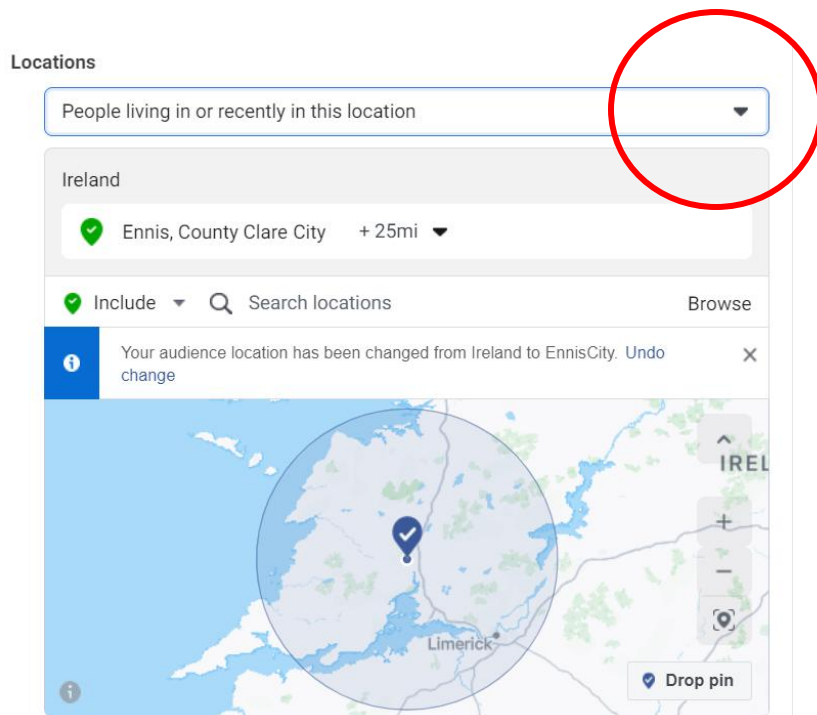 Locations
People living in or recently in this location
Ireland
Ennis, County Clare City + 25mi
Include Search locations Browse
Your audience location has been changed from Ireland to EnnisCity. Undo
change
IREL
Limerick
Drop pin